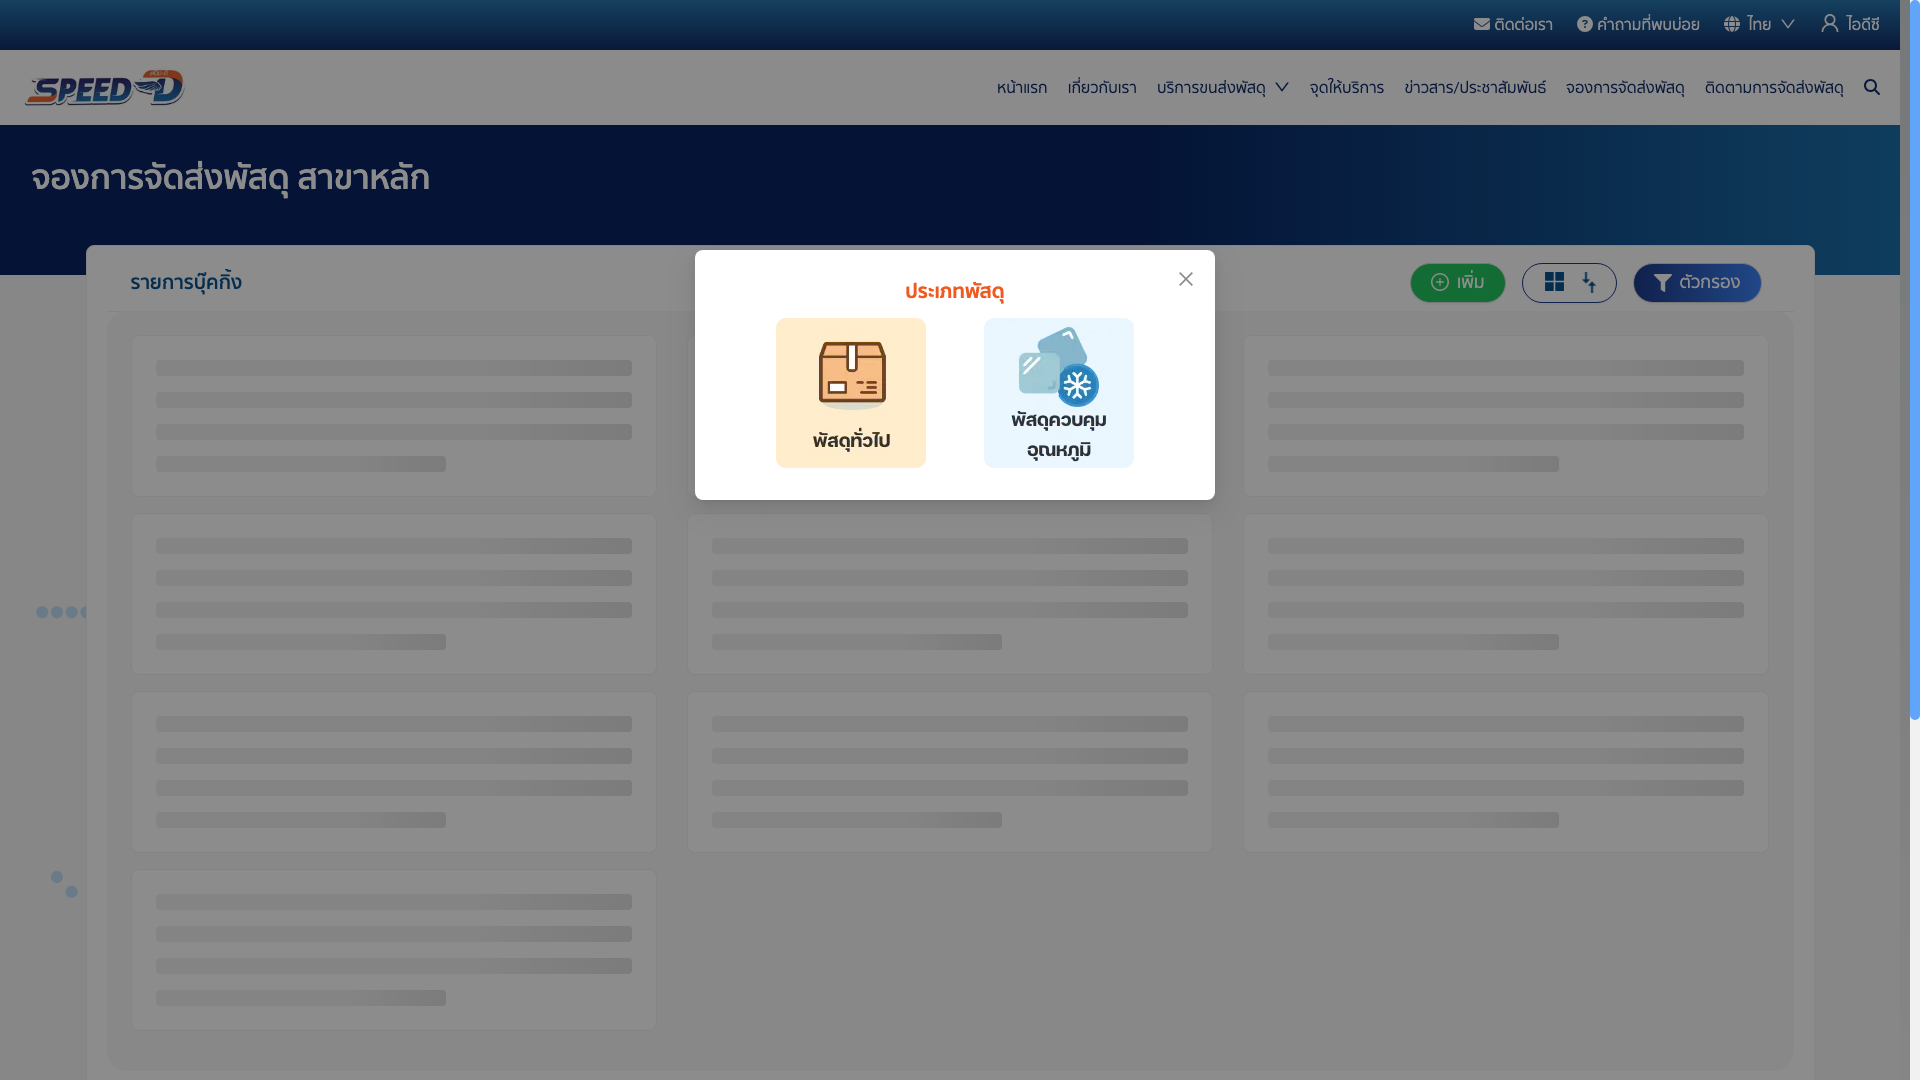 ติดต่อเรา
คำถามที่พบบ่อย
ไทย
ไอดีซี
SPEED D
หน้าแรก
เกี่ยวกับเรา
บริการขนส่งพัสดุ
จุดให้บริการ
ข่าวสาร/ประชาสัมพันธ์
จองการจัดส่งพัสดุ
ติดตามการจัดส่งพัสดุ
จองการจัดส่งพัสดุ สาขาหลัก
รายการบุ๊คกิ้ง
เพิ่ม
ตัวกรอง
ประเภทพัสดุ
พัสดุทั่วไป
พัสดุควบคุม
อุณหภูมิ